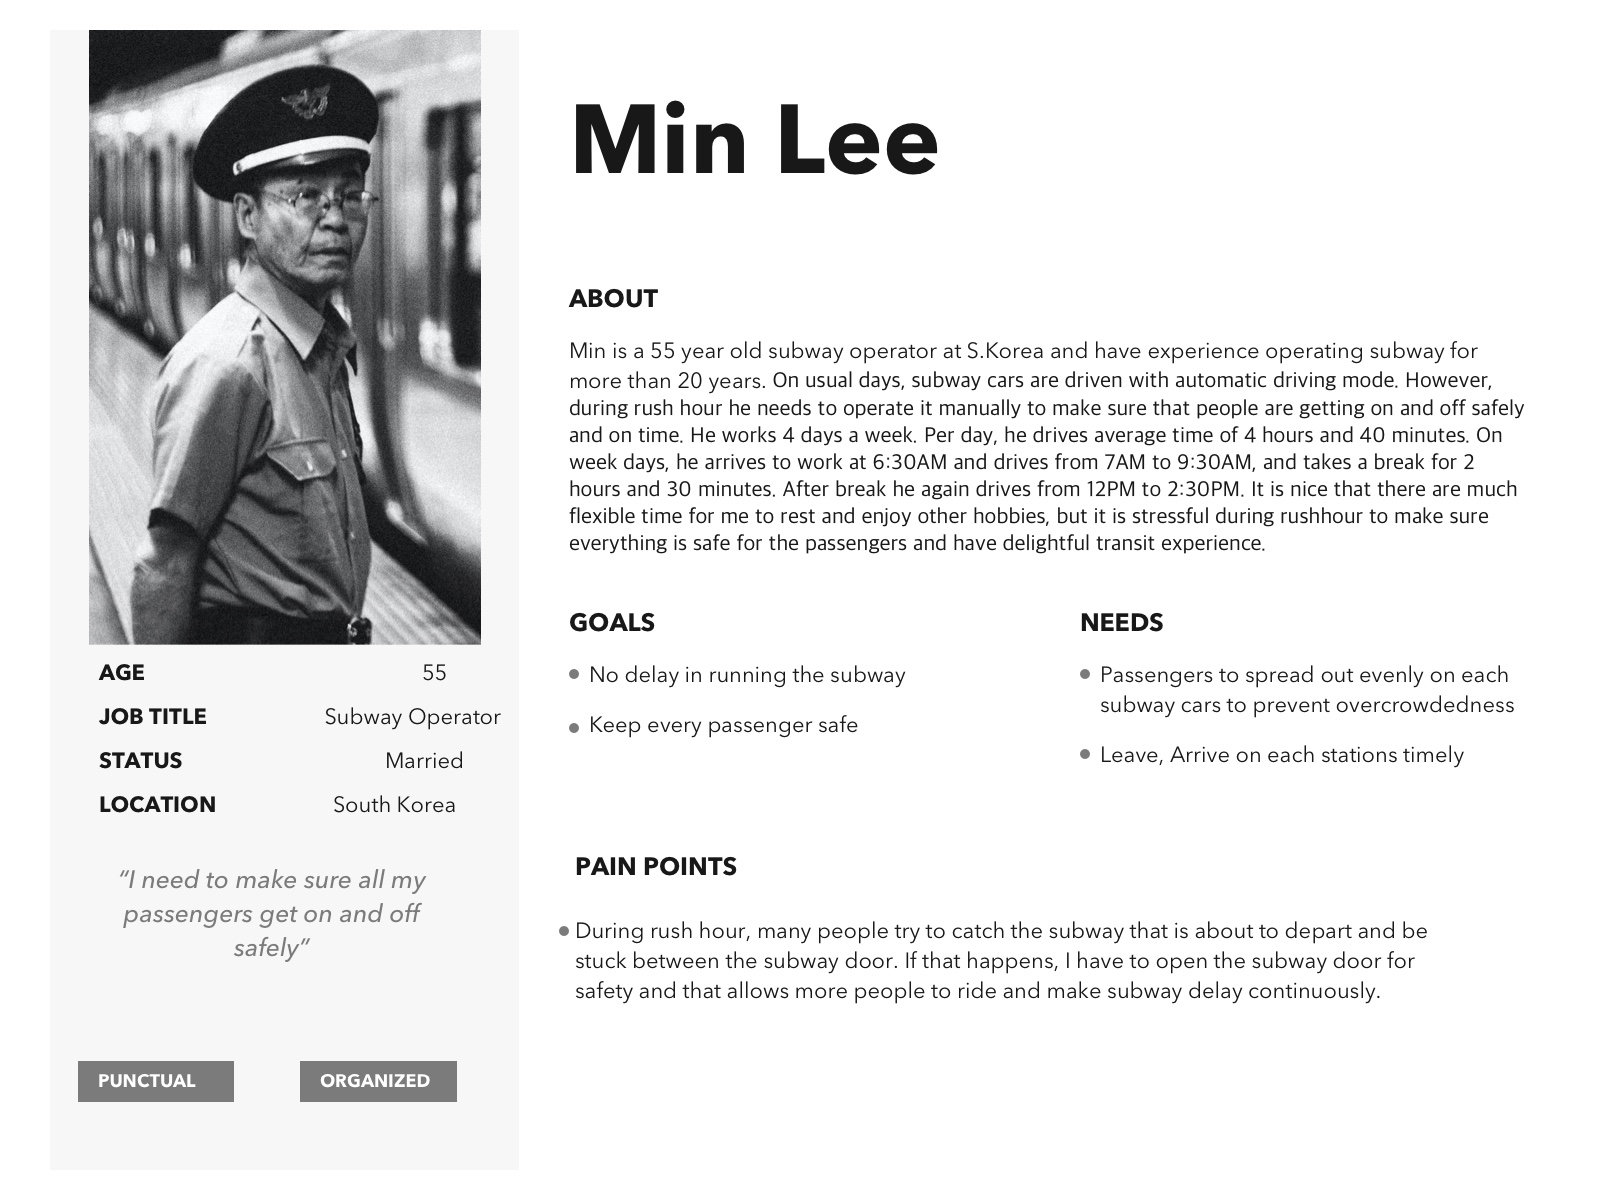 Min Lee
ABOUT
Min is a 55 year old subway operator at S.Korea and have experience operating subway for
more than 20 years. On usual days, subway cars are driven with automatic driving mode. However,
during rush hour he needs to operate it manually to make sure that people are getting on and off safely
and on time. He works 4 days a week. Per day, he drives average time of 4 hours and 40 minutes. On
week days, he arrives to work at 6:30AM and drives from 7AM to 9:30AM, and takes a break for 2
hours and 30 minutes. After break he again drives from 12PM to 2:30PM. It is nice that there are much
flexible time for me to rest and enjoy other hobbies, but it is stressful during rushhour to make sure
everything is safe for the passengers and have delightful transit experience.
GOALS
No delay in running the subway
Keep every passenger safe
NEEDS
Passengers to spread out evenly on each
subway cars to prevent overcrowdedness
Leave, Arrive on each stations timely
PAIN POINTS
During rush hour, many people try to catch the subway that is about to depart and be
stuck between the subway door. If that happens, I have to open the subway door for
safety and that allows more people to ride and make subway delay continuously.
AGE 55
JOB TITLE Subway Operator
STATUS Married
LOCATION South Korea
“I need to make sure all my
passengers get on and off
safely”
PUNCTUAL
ORGANIZED